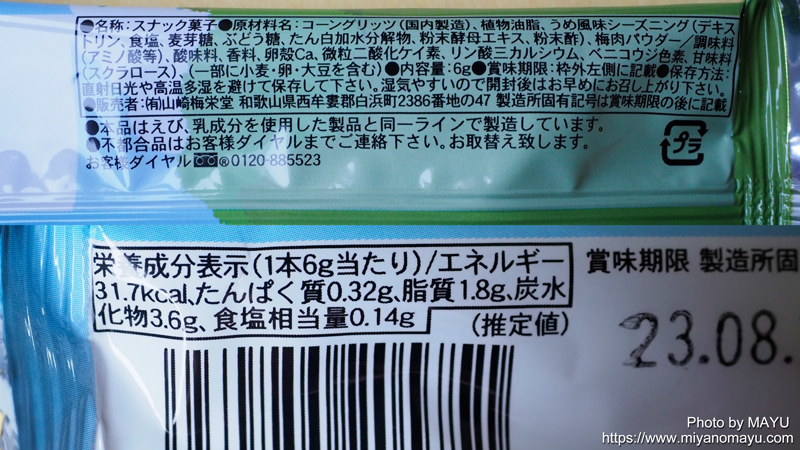 ●名称:スナック菓子●原材料名:コーングリッツ(国内製造)、植物油脂、うめ風味シーズニング(デキス
トリン、食塩、麦芽糖、ぶどう糖、たん白加水分解物、粉末酵母エキス、粉末酢)、梅肉パウダー/調味料
(アミノ酸等)、酸味料、香料、卵殻Ca、微粒二酸化ケイ素、リン酸三カルシウム、ベニコウジ色素、甘味料
(スクラロース)、(一部に小麦・卵・大豆を含む)●内容量:6g●賞味期限:枠外左側に記載●保存方法:
直射日光や高温多湿を避けて保存して下さい。湿気やすいので開封後はお早めにお召し上がり下さい。
●販売者:(有)山崎梅栄堂 和歌山県西牟婁郡白浜町2386番地の47 製造所固有記号は賞味期限の後に記載
●本品はえび、乳成分を使用した製品と同一ラインで製造しています。
●不都合品はお客様ダイヤルまでご連絡下さい。お取替え致します。
お客様ダイヤル 0120-885523
プラ
栄養成分表示(1本6g当たり)/エネルギー
31.7kcal、たんぱく質0.32g、脂質1.8g、炭水
化物3.6g、食塩相当量0.14g
(推定値)
賞味期限 製造所固
23.08.
Photo by MAYU
https://www.miyanomayu.com/